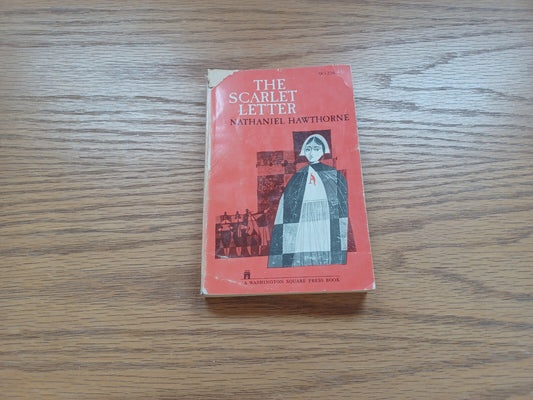 THE
SCARLET
LETTER
NATHANIEL HAWTHORNE
A
A WASHINGTON SQUARE PRESS BOOK